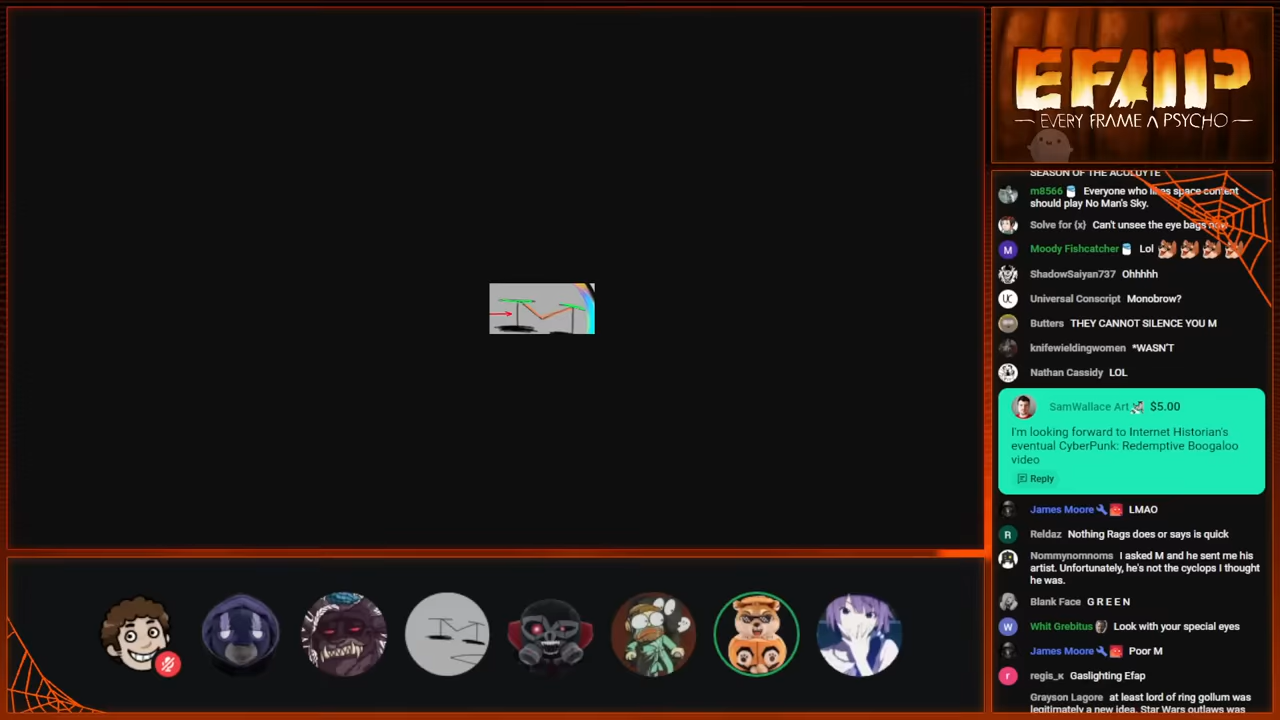 EFAP
EVERY FRAME A PSYCHO
SEASON OF THE ACOLUYTE
m8566 Everyone who likes space content
should play No Man's Sky.
Solve for {x} Can't unsee the eye bags now
Moody Fishcatcher Lol
ShadowSaiyan737 Ohhhhh
UC Universal Conscript Monobrow?
Butters THEY CANNOT SILENCE YOU M
knifewieldingwomen *WASN'T
Nathan Cassidy LOL
SamWallace Art $5.00
I'm looking forward to Internet Historian's
eventual CyberPunk: Redemptive Boogaloo
video
Reply
James Moore LMAO
R Reldaz Nothing Rags does or says is quick
Nommynomnoms I asked M and he sent me his
artist. Unfortunately, he's not the cyclops I thought
he was.
Blank Face G R E E N
W Whit Grebitus Look with your special eyes
James Moore Poor M
r regis_k Gaslighting Efap
Grayson Lagore at least lord of ring gollum was
legitimately a new idea. Star Wars outlaws was